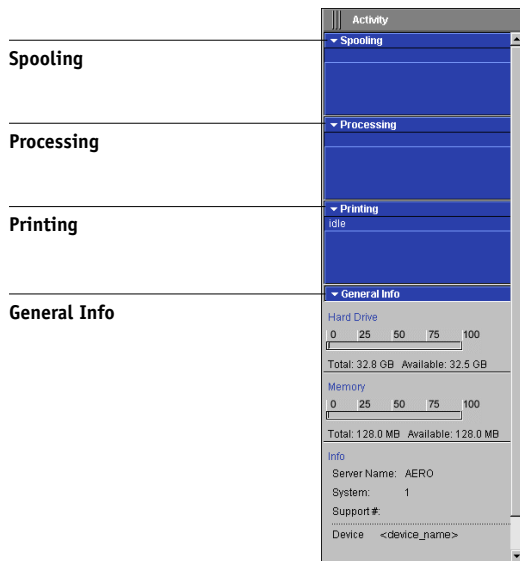 Activity
Spooling
Spooling
Processing
Processing
Printing
Printing
idle
General Info
General Info
Hard Drive
0 25 50 75 100
Total: 32.8 GB Available: 32.5 GB
Memory
0 25 50 75 100
Total: 128.0 MB Available: 128.0 MB
Info
Server Name: AERO
System: 1
Support #:
Device <device_name>